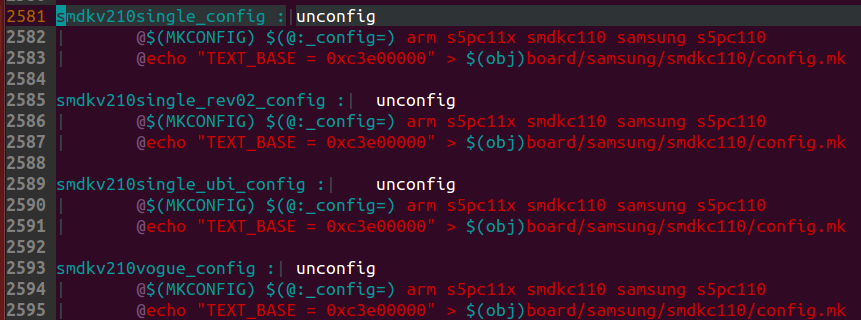 2581 smdkv210single_config :|unconfig
2582 |       @$(MKCONFIG) $(@:_config=) arm s5pc11x smdkc110 samsung s5pc110
2583 |       @echo "TEXT_BASE = 0xc3e00000" > $(obj)board/samsung/smdkc110/config.mk
2584
2585 smdkv210single_rev02_config :|  unconfig
2586 |       @$(MKCONFIG) $(@:_config=) arm s5pc11x smdkc110 samsung s5pc110
2587 |       @echo "TEXT_BASE = 0xc3e00000" > $(obj)board/samsung/smdkc110/config.mk
2588
2589 smdkv210single_ubi_config :|    unconfig
2590 |       @$(MKCONFIG) $(@:_config=) arm s5pc11x smdkc110 samsung s5pc110
2591 |       @echo "TEXT_BASE = 0xc3e00000" > $(obj)board/samsung/smdkc110/config.mk
2592
2593 smdkv210vogue_config :| unconfig
2594 |       @$(MKCONFIG) $(@:_config=) arm s5pc11x smdkc110 samsung s5pc110
2595 |       @echo "TEXT_BASE = 0xc3e00000" > $(obj)board/samsung/smdkc110/config.mk